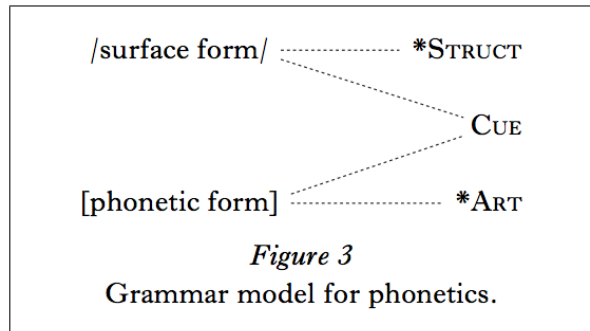 /surface form/ *STRUCT
CUE
[phonetic form] *ART
Figure 3
Grammar model for phonetics.